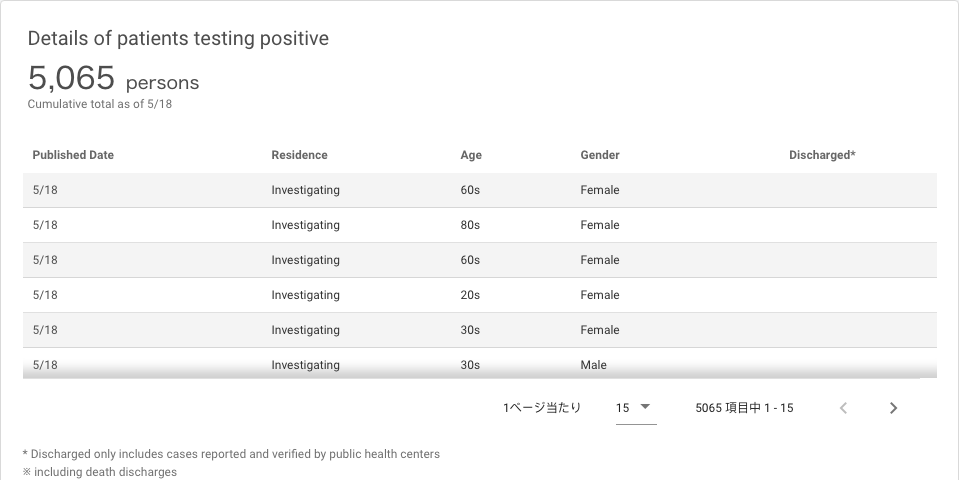 Details of patients testing positive
5,065 persons
Cumulative total as of 5/18
Published Date Residence Age Gender Discharged*
5/18 Investigating 60s Female
5/18 Investigating 80s Female
5/18 Investigating 60s Female
5/18 Investigating 20s Female
5/18 Investigating 30s Female
5/18 Investigating 30s Male
1ページ当たり 15 5065 項目中 1 - 15
* Discharged only includes cases reported and verified by public health centers
※ including death discharges